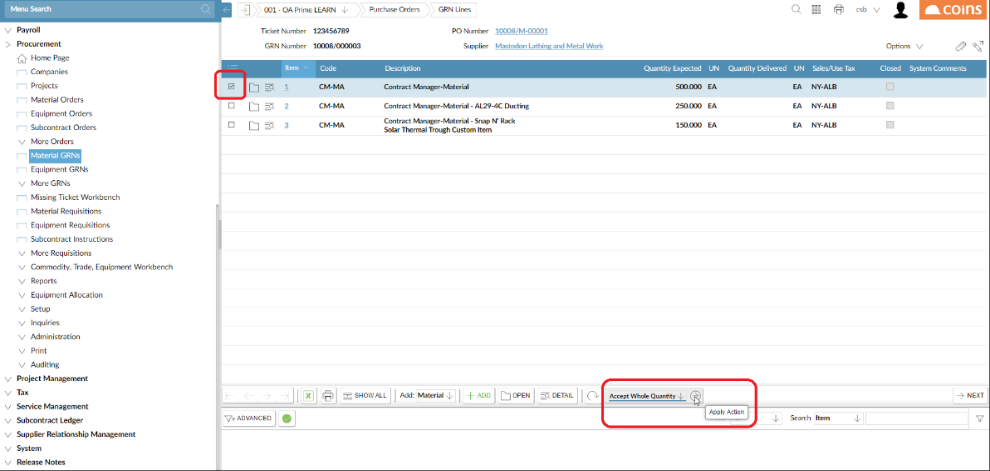 Menu Search
001 - OA Prime LEARN
Purchase Orders
GRN Lines
csb
coins
Ticket Number 123456789
PO Number 10008/M-00001
GRN Number 10008/000003
Supplier Mastodon Lathing and Metal Work
Options
Payroll
Procurement
Home Page
Companies
Projects
Material Orders
Equipment Orders
Subcontract Orders
More Orders
Material GRNs
Equipment GRNs
More GRNs
Missing Ticket Workbench
Material Requisitions
Equipment Requisitions
Subcontract Instructions
More Requisitions
Commodity, Trade, Equipment Workbench
Reports
Equipment Allocation
Setup
Inquiries
Administration
Print
Auditing
Project Management
Tax
Service Management
Subcontract Ledger
Supplier Relationship Management
System
Release Notes
Item Code Description Quantity Expected UN Quantity Delivered UN Sales/Use Tax Closed System Comments
1 CM-MA Contract Manager-Material 500.000 EA EA NY-ALB
2 CM-MA Contract Manager-Material - AL29-4C Ducting 250.000 EA EA NY-ALB
3 CM-MA Contract Manager-Material - Snap N' Rack 150.000 EA EA NY-ALB
Solar Thermal Trough Custom Item
SHOW ALL Add: Material ADD OPEN DETAIL Accept Whole Quantity NEXT
Apply Action
ADVANCED Search Item